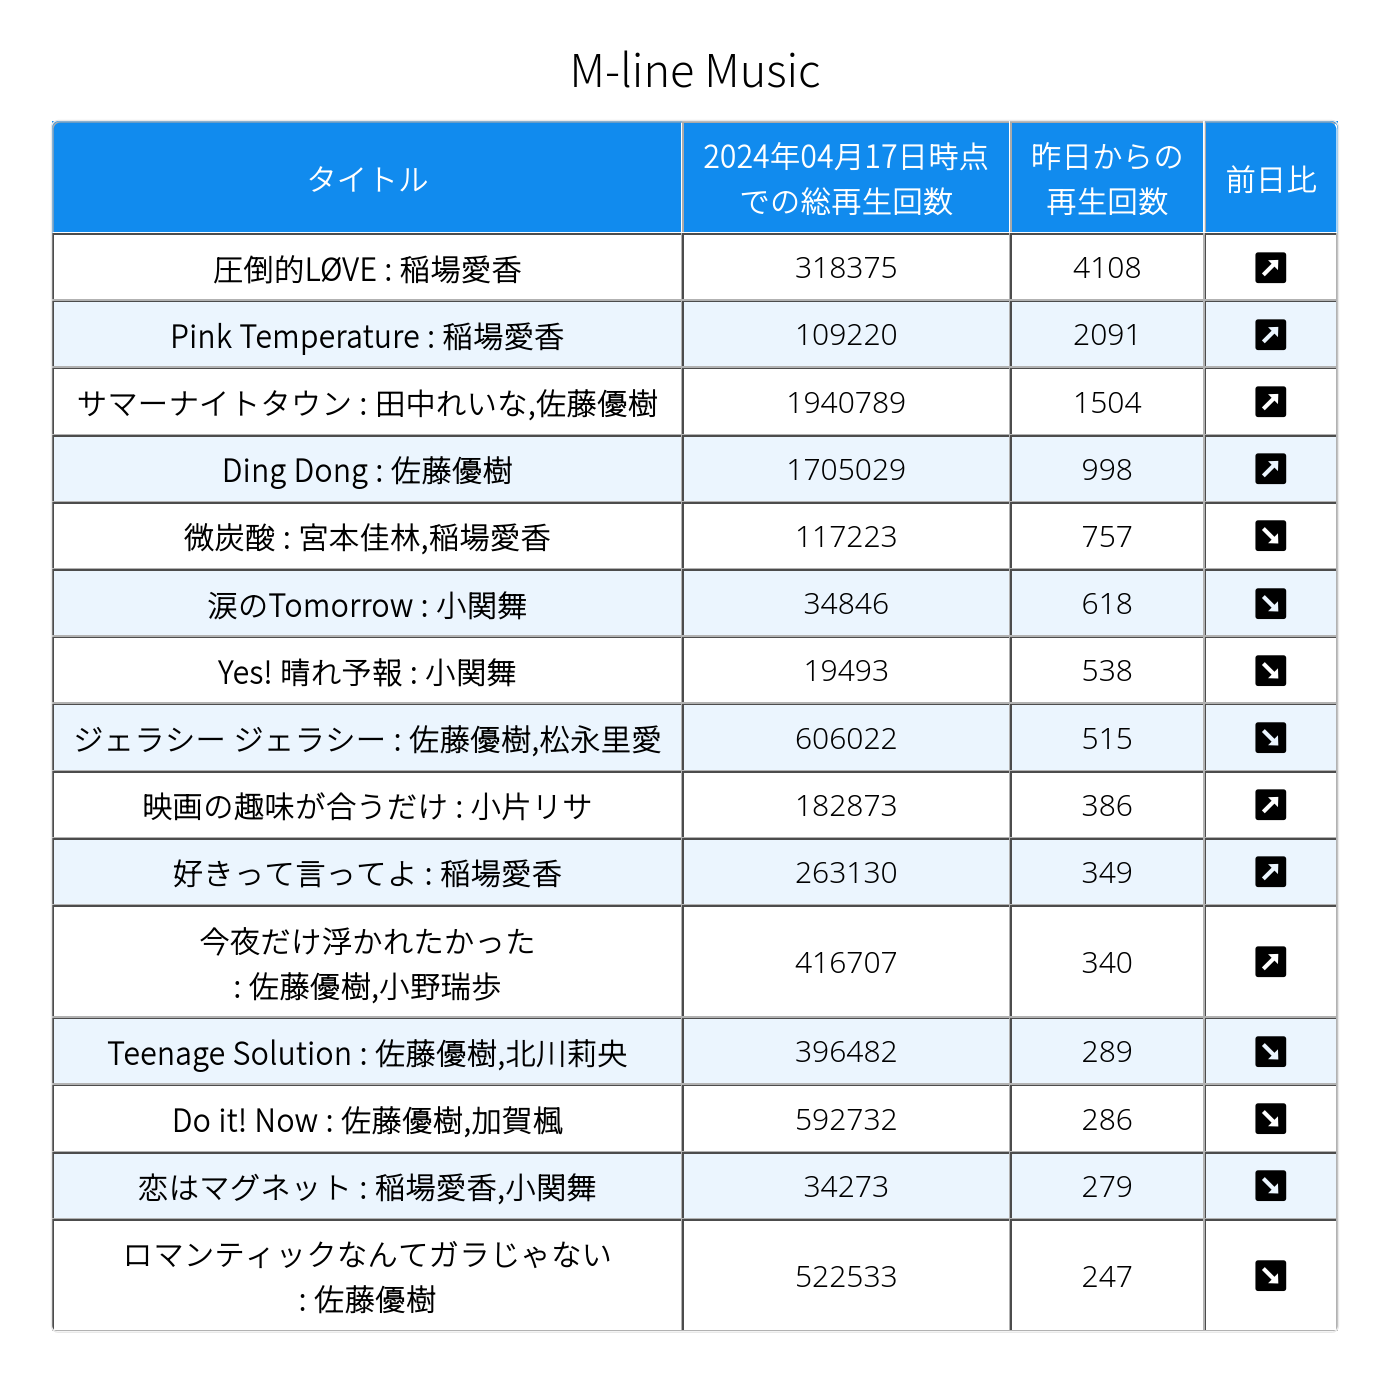 M-line Music
タイトル
2024年04月17日時点
での総再生回数
昨日からの
再生回数
前日比
圧倒的LØVE : 稲場愛香 318375 4108
Pink Temperature : 稲場愛香 109220 2091
サマーナイトタウン : 田中れいな,佐藤優樹 1940789 1504
Ding Dong : 佐藤優樹 1705029 998
微炭酸 : 宮本佳林,稲場愛香 117223 757
涙のTomorrow : 小関舞 34846 618
Yes! 晴れ予報 : 小関舞 19493 538
ジェラシー ジェラシー : 佐藤優樹,松永里愛 606022 515
映画の趣味が合うだけ : 小片リサ 182873 386
好きって言ってよ : 稲場愛香 263130 349
今夜だけ浮かれたかった
: 佐藤優樹,小野瑞歩 416707 340
Teenage Solution : 佐藤優樹,北川莉央 396482 289
Do it! Now : 佐藤優樹,加賀楓 592732 286
恋はマグネット : 稲場愛香,小関舞 34273 279
ロマンティックなんてガラじゃない
: 佐藤優樹 522533 247